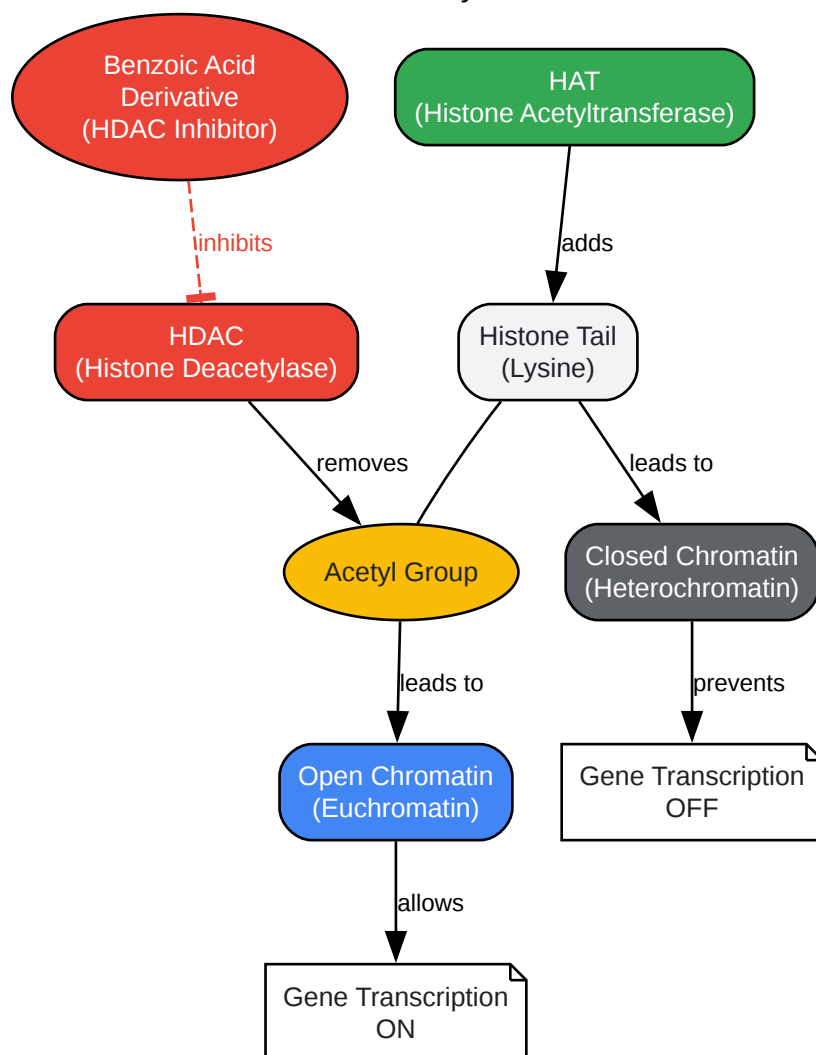 Benzoic Acid
Derivative
(HDAC Inhibitor)
HAT
(Histone Acetyltransferase)
inhibits
adds
HDAC
(Histone Deacetylase)
Histone Tail
(Lysine)
removes
leads to
Acetyl Group
Closed Chromatin
(Heterochromatin)
leads to
prevents
Open Chromatin
(Euchromatin)
Gene Transcription
OFF
allows
Gene Transcription
ON